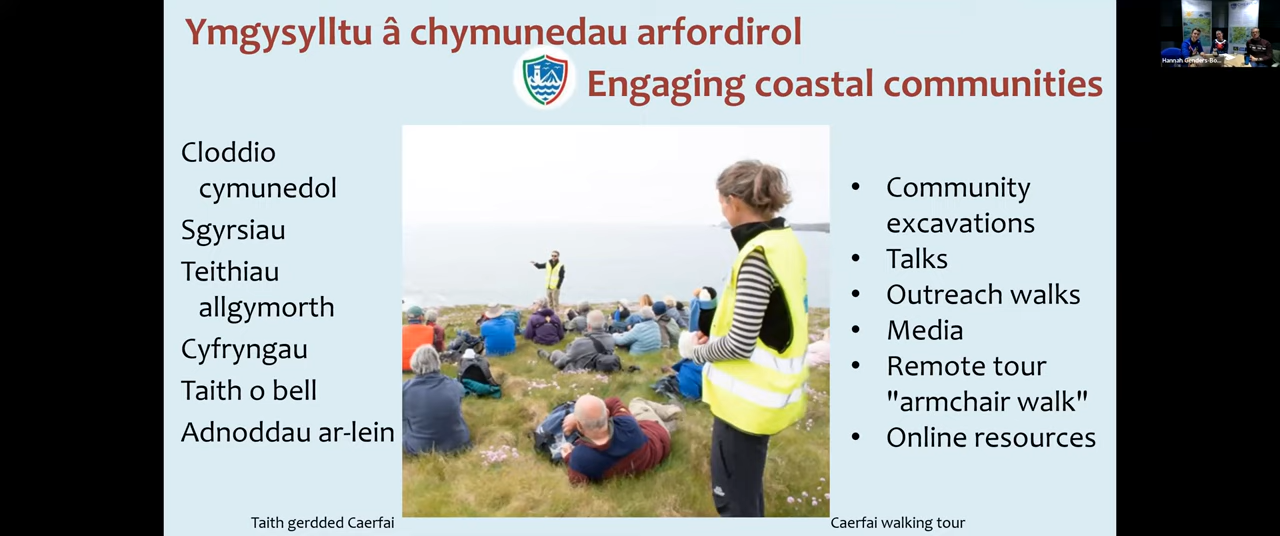 Ymgysylltu â chymunedau arfordirol
Engaging coastal communities
Cloddio
cymunedol
Sgyrsiau
Teithiau
allgymorth
Cyfryngau
Taith o bell
Adnoddau ar-lein
• Community
excavations
• Talks
• Outreach walks
• Media
• Remote tour
"armchair walk"
• Online resources
Taith gerdded Caerfai
Caerfai walking tour
Hannah Genders-Bo...